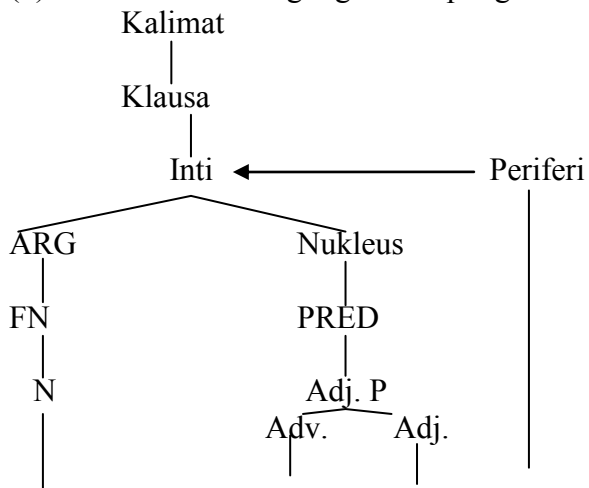 Kalimat
Klausa
Inti Periferi
ARG Nukleus
FN PRED
N Adj. P
Adv. Adj.